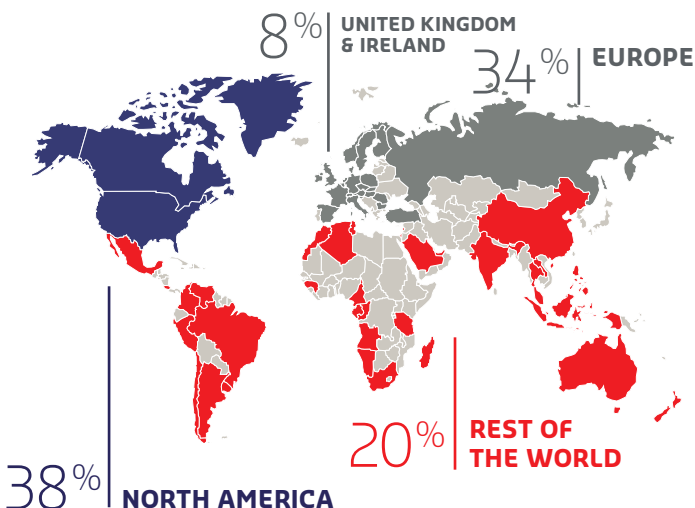 8%
UNITED KINGDOM
& IRELAND
34%
EUROPE
20%
REST OF
THE WORLD
38%
NORTH AMERICA